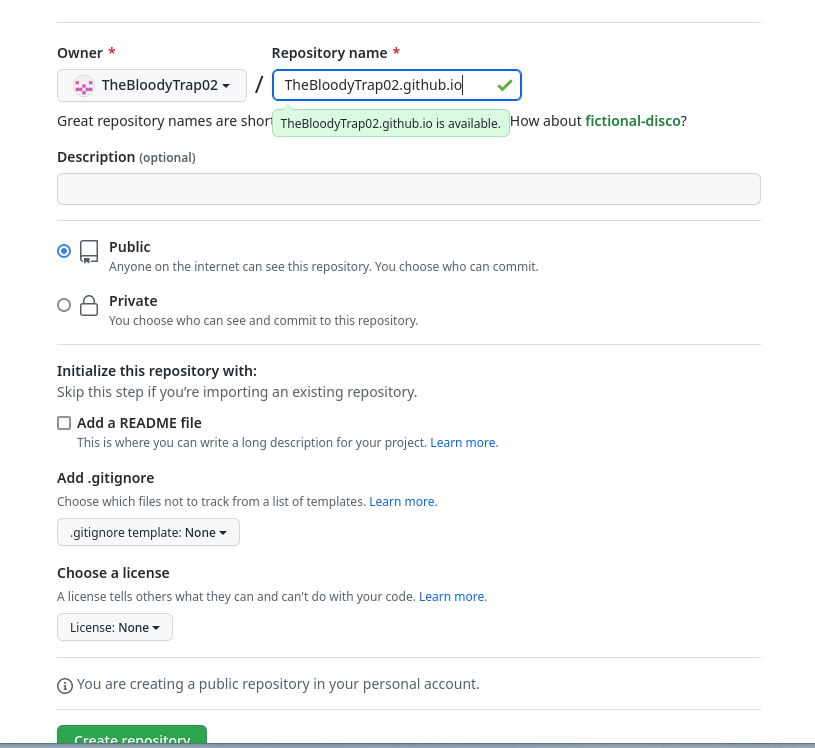 Owner *
Repository name *
TheBloodyTrap02
/
TheBloodyTrap02.github.io
Great repository names are shor
How about fictional-disco?
TheBloodyTrap02.github.io is available.
Description (optional)
Public
Anyone on the internet can see this repository. You choose who can commit.
Private
You choose who can see and commit to this repository.
Initialize this repository with:
Skip this step if you’re importing an existing repository.
Add a README file
This is where you can write a long description for your project. Learn more.
Add .gitignore
Choose which files not to track from a list of templates. Learn more.
.gitignore template: None
Choose a license
A license tells others what they can and can't do with your code. Learn more.
License: None
You are creating a public repository in your personal account.
Create repository